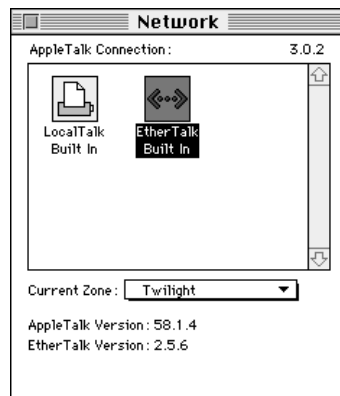 Network
AppleTalk Connection: 3.0.2
LocalTalk Built In
EtherTalk Built In
Current Zone: Twilight
AppleTalk Version: 58.1.4
EtherTalk Version: 2.5.6